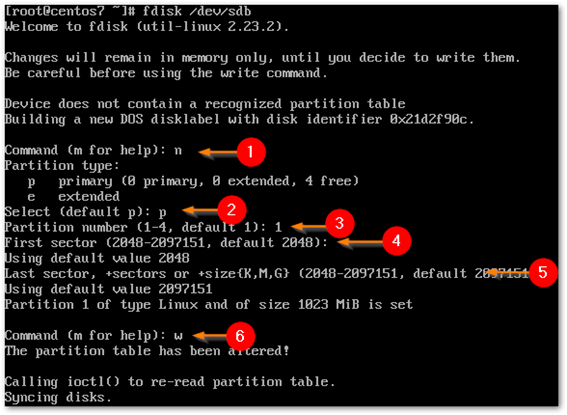 [root@centos7 ~]# fdisk /dev/sdb
Welcome to fdisk (util-linux 2.23.2).
Changes will remain in memory only, until you decide to write them.
Be careful before using the write command.
Device does not contain a recognized partition table
Building a new DOS disklabel with disk identifier 0x21d2f90c.
Command (m for help): n 1
Partition type:
p primary (0 primary, 0 extended, 4 free)
e extended
Select (default p): p 2
Partition number (1-4, default 1): 1 3
First sector (2048-2097151, default 2048): 4
Using default value 2048
Last sector, +sectors or +size{K,M,G} (2048-2097151, default 2097151 5
Using default value 2097151
Partition 1 of type Linux and of size 1023 MiB is set
Command (m for help): w 6
The partition table has been altered!
Calling ioctl() to re-read partition table.
Syncing disks.